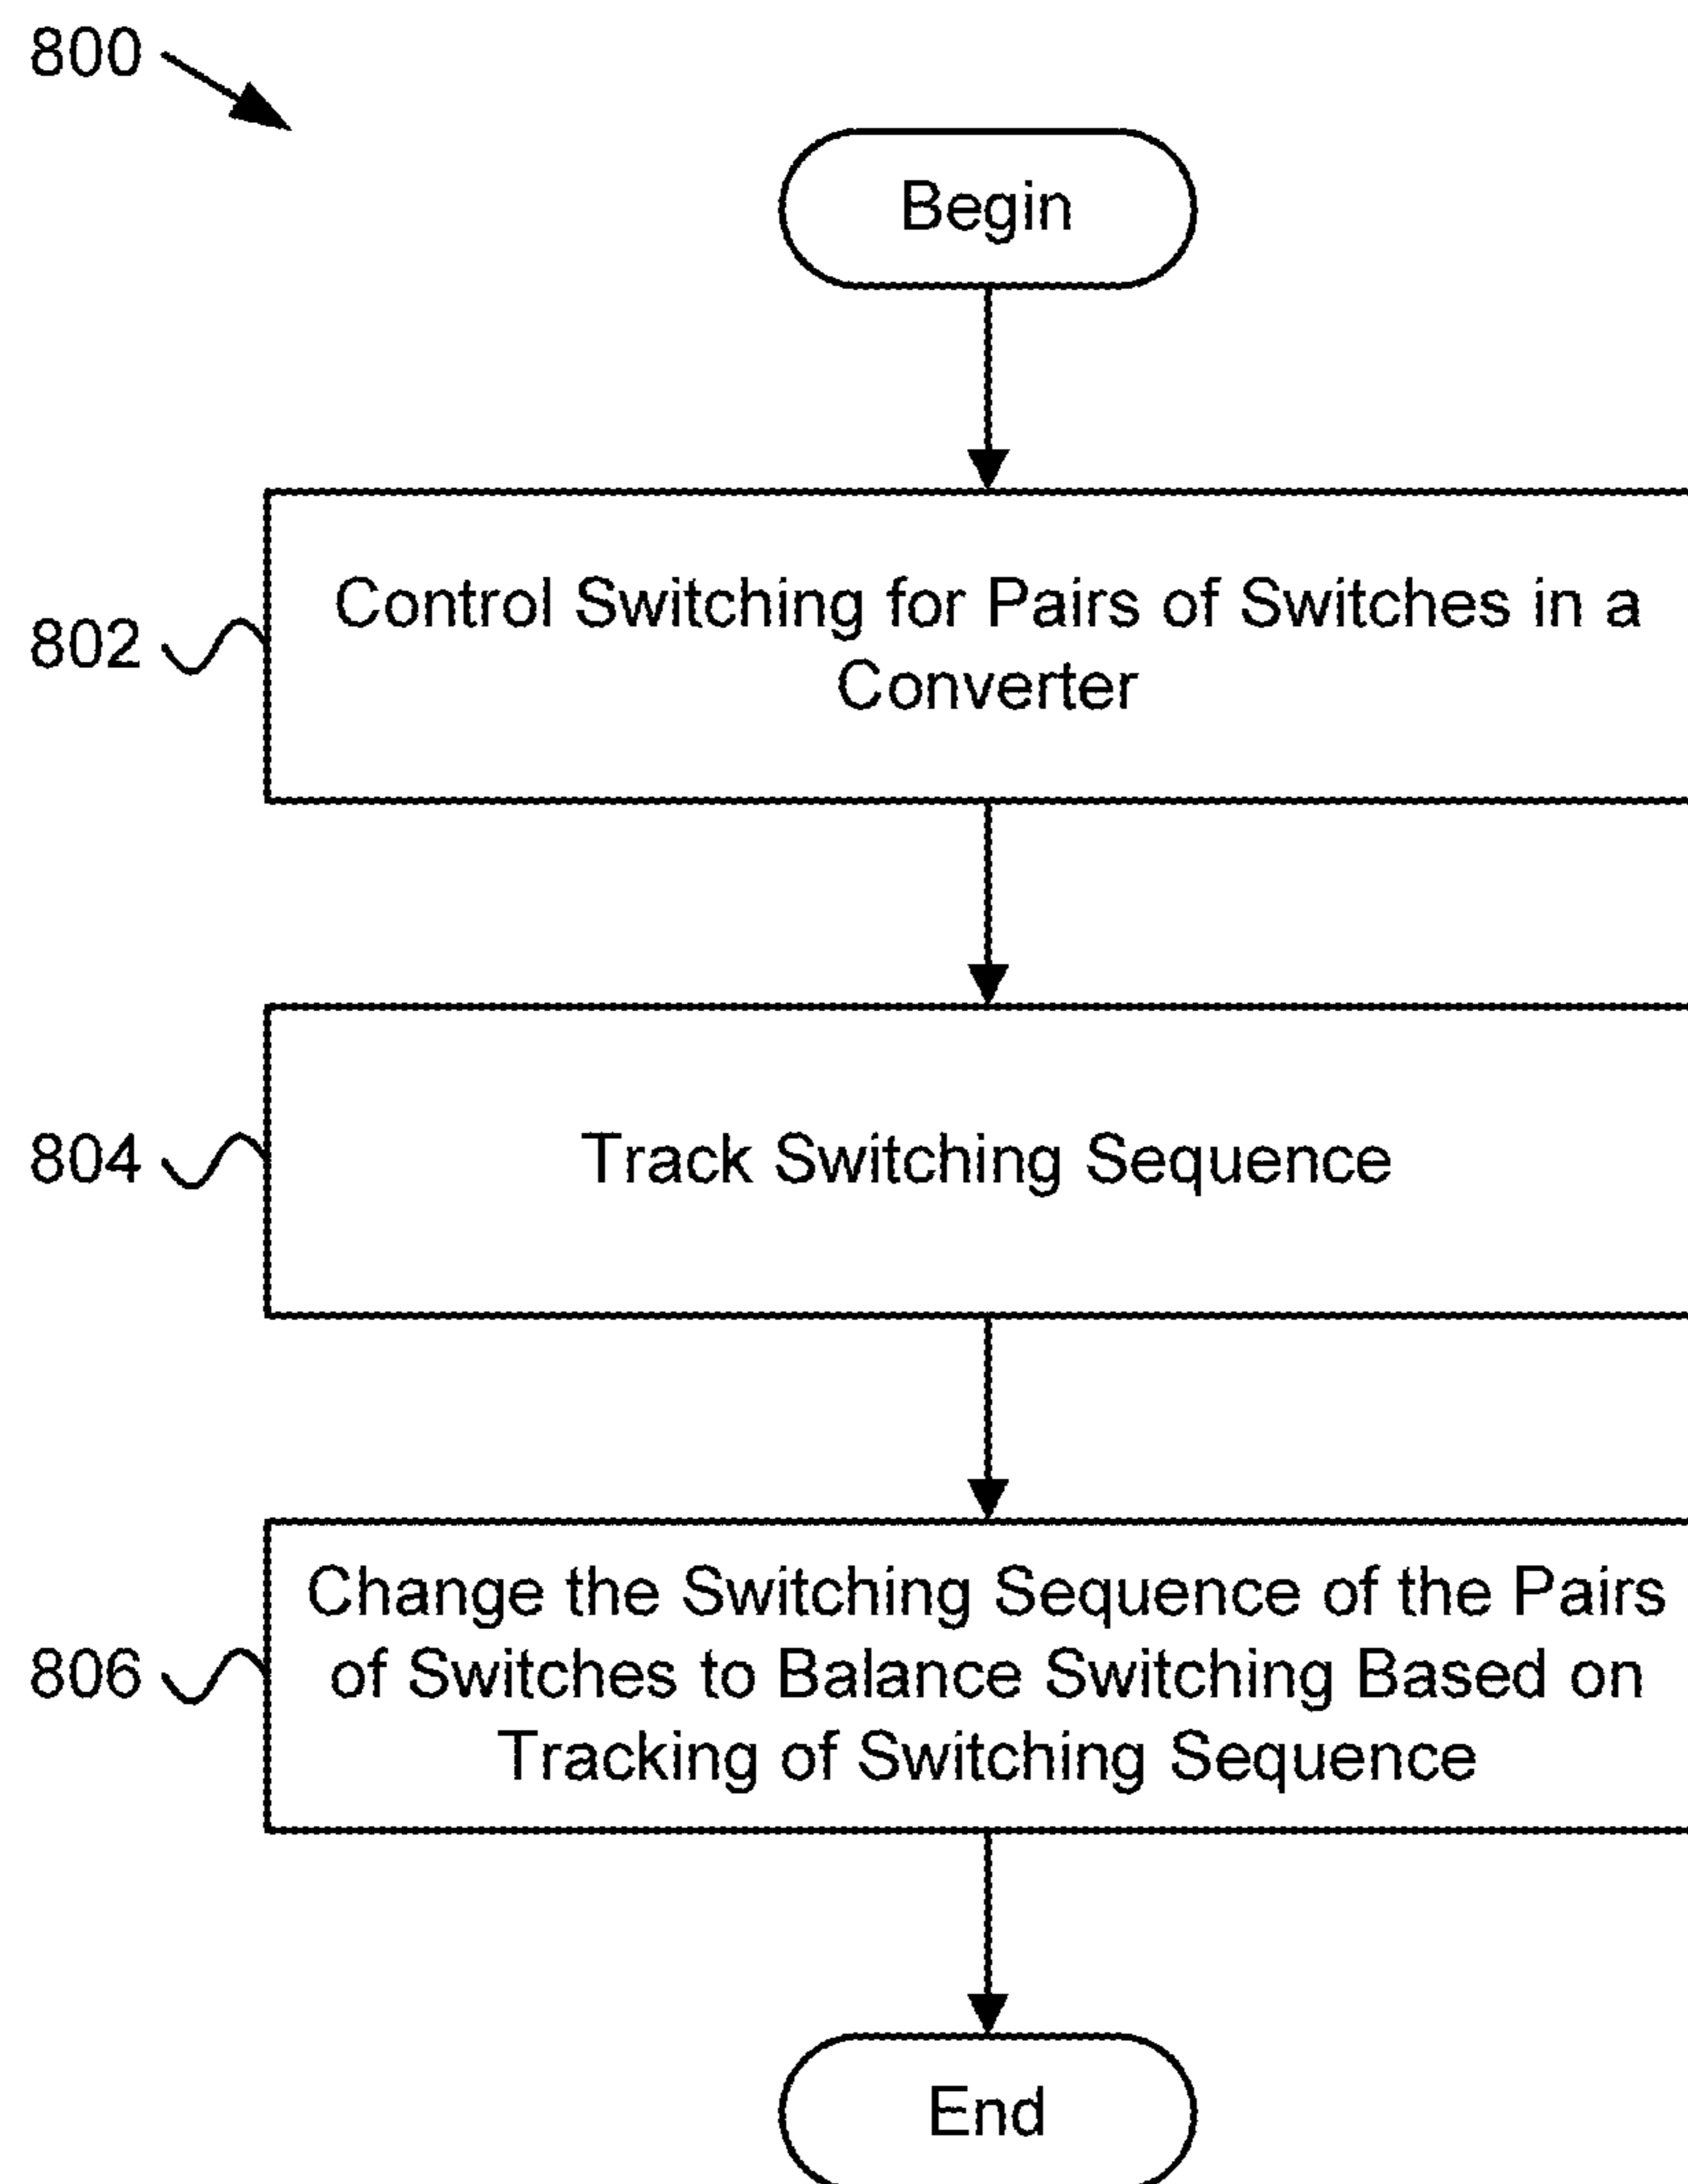 800
Begin
802
Control Switching for Pairs of Switches in a
Converter
804
Track Switching Sequence
806
Change the Switching Sequence of the Pairs
of Switches to Balance Switching Based on
Tracking of Switching Sequence
End